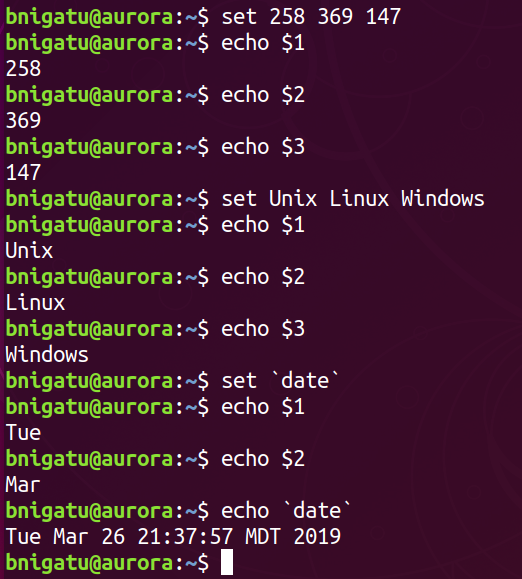 bnigatu@aurora:~$ set 258 369 147
bnigatu@aurora:~$ echo $1
258
bnigatu@aurora:~$ echo $2
369
bnigatu@aurora:~$ echo $3
147
bnigatu@aurora:~$ set Unix Linux Windows
bnigatu@aurora:~$ echo $1
Unix
bnigatu@aurora:~$ echo $2
Linux
bnigatu@aurora:~$ echo $3
Windows
bnigatu@aurora:~$ set `date`
bnigatu@aurora:~$ echo $1
Tue
bnigatu@aurora:~$ echo $2
Mar
bnigatu@aurora:~$ echo `date`
Tue Mar 26 21:37:57 MDT 2019
bnigatu@aurora:~$